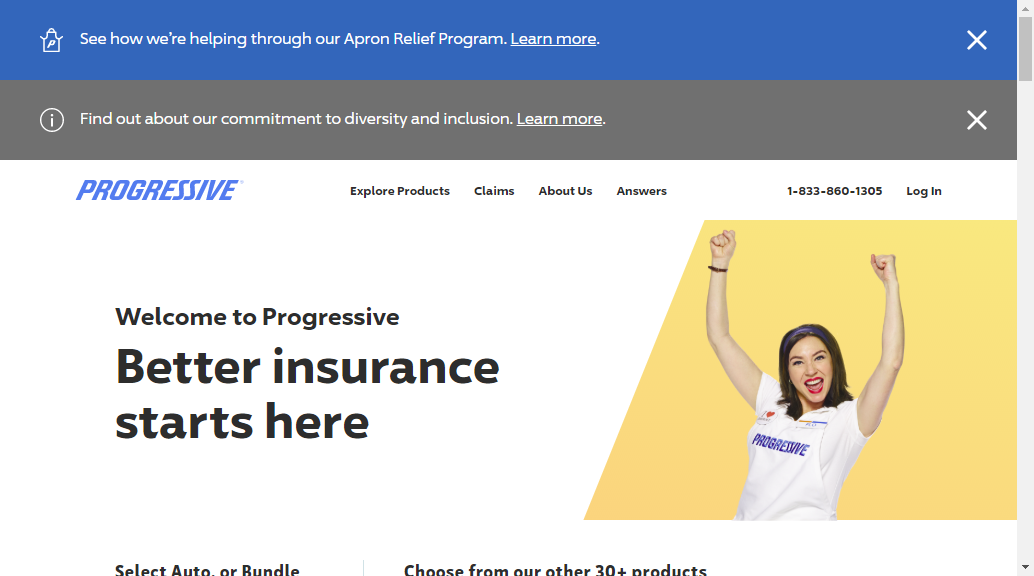 See how we're helping through our Apron Relief Program. Learn more.
Find out about our commitment to diversity and inclusion. Learn more.
PROGRESSIVE Explore Products Claims About Us Answers 1-833-860-1305 Log In
Welcome to Progressive
Better insurance
starts here
I
PROGRESSIVE
Select Auto, or Bundle Choose from our other 30+ products